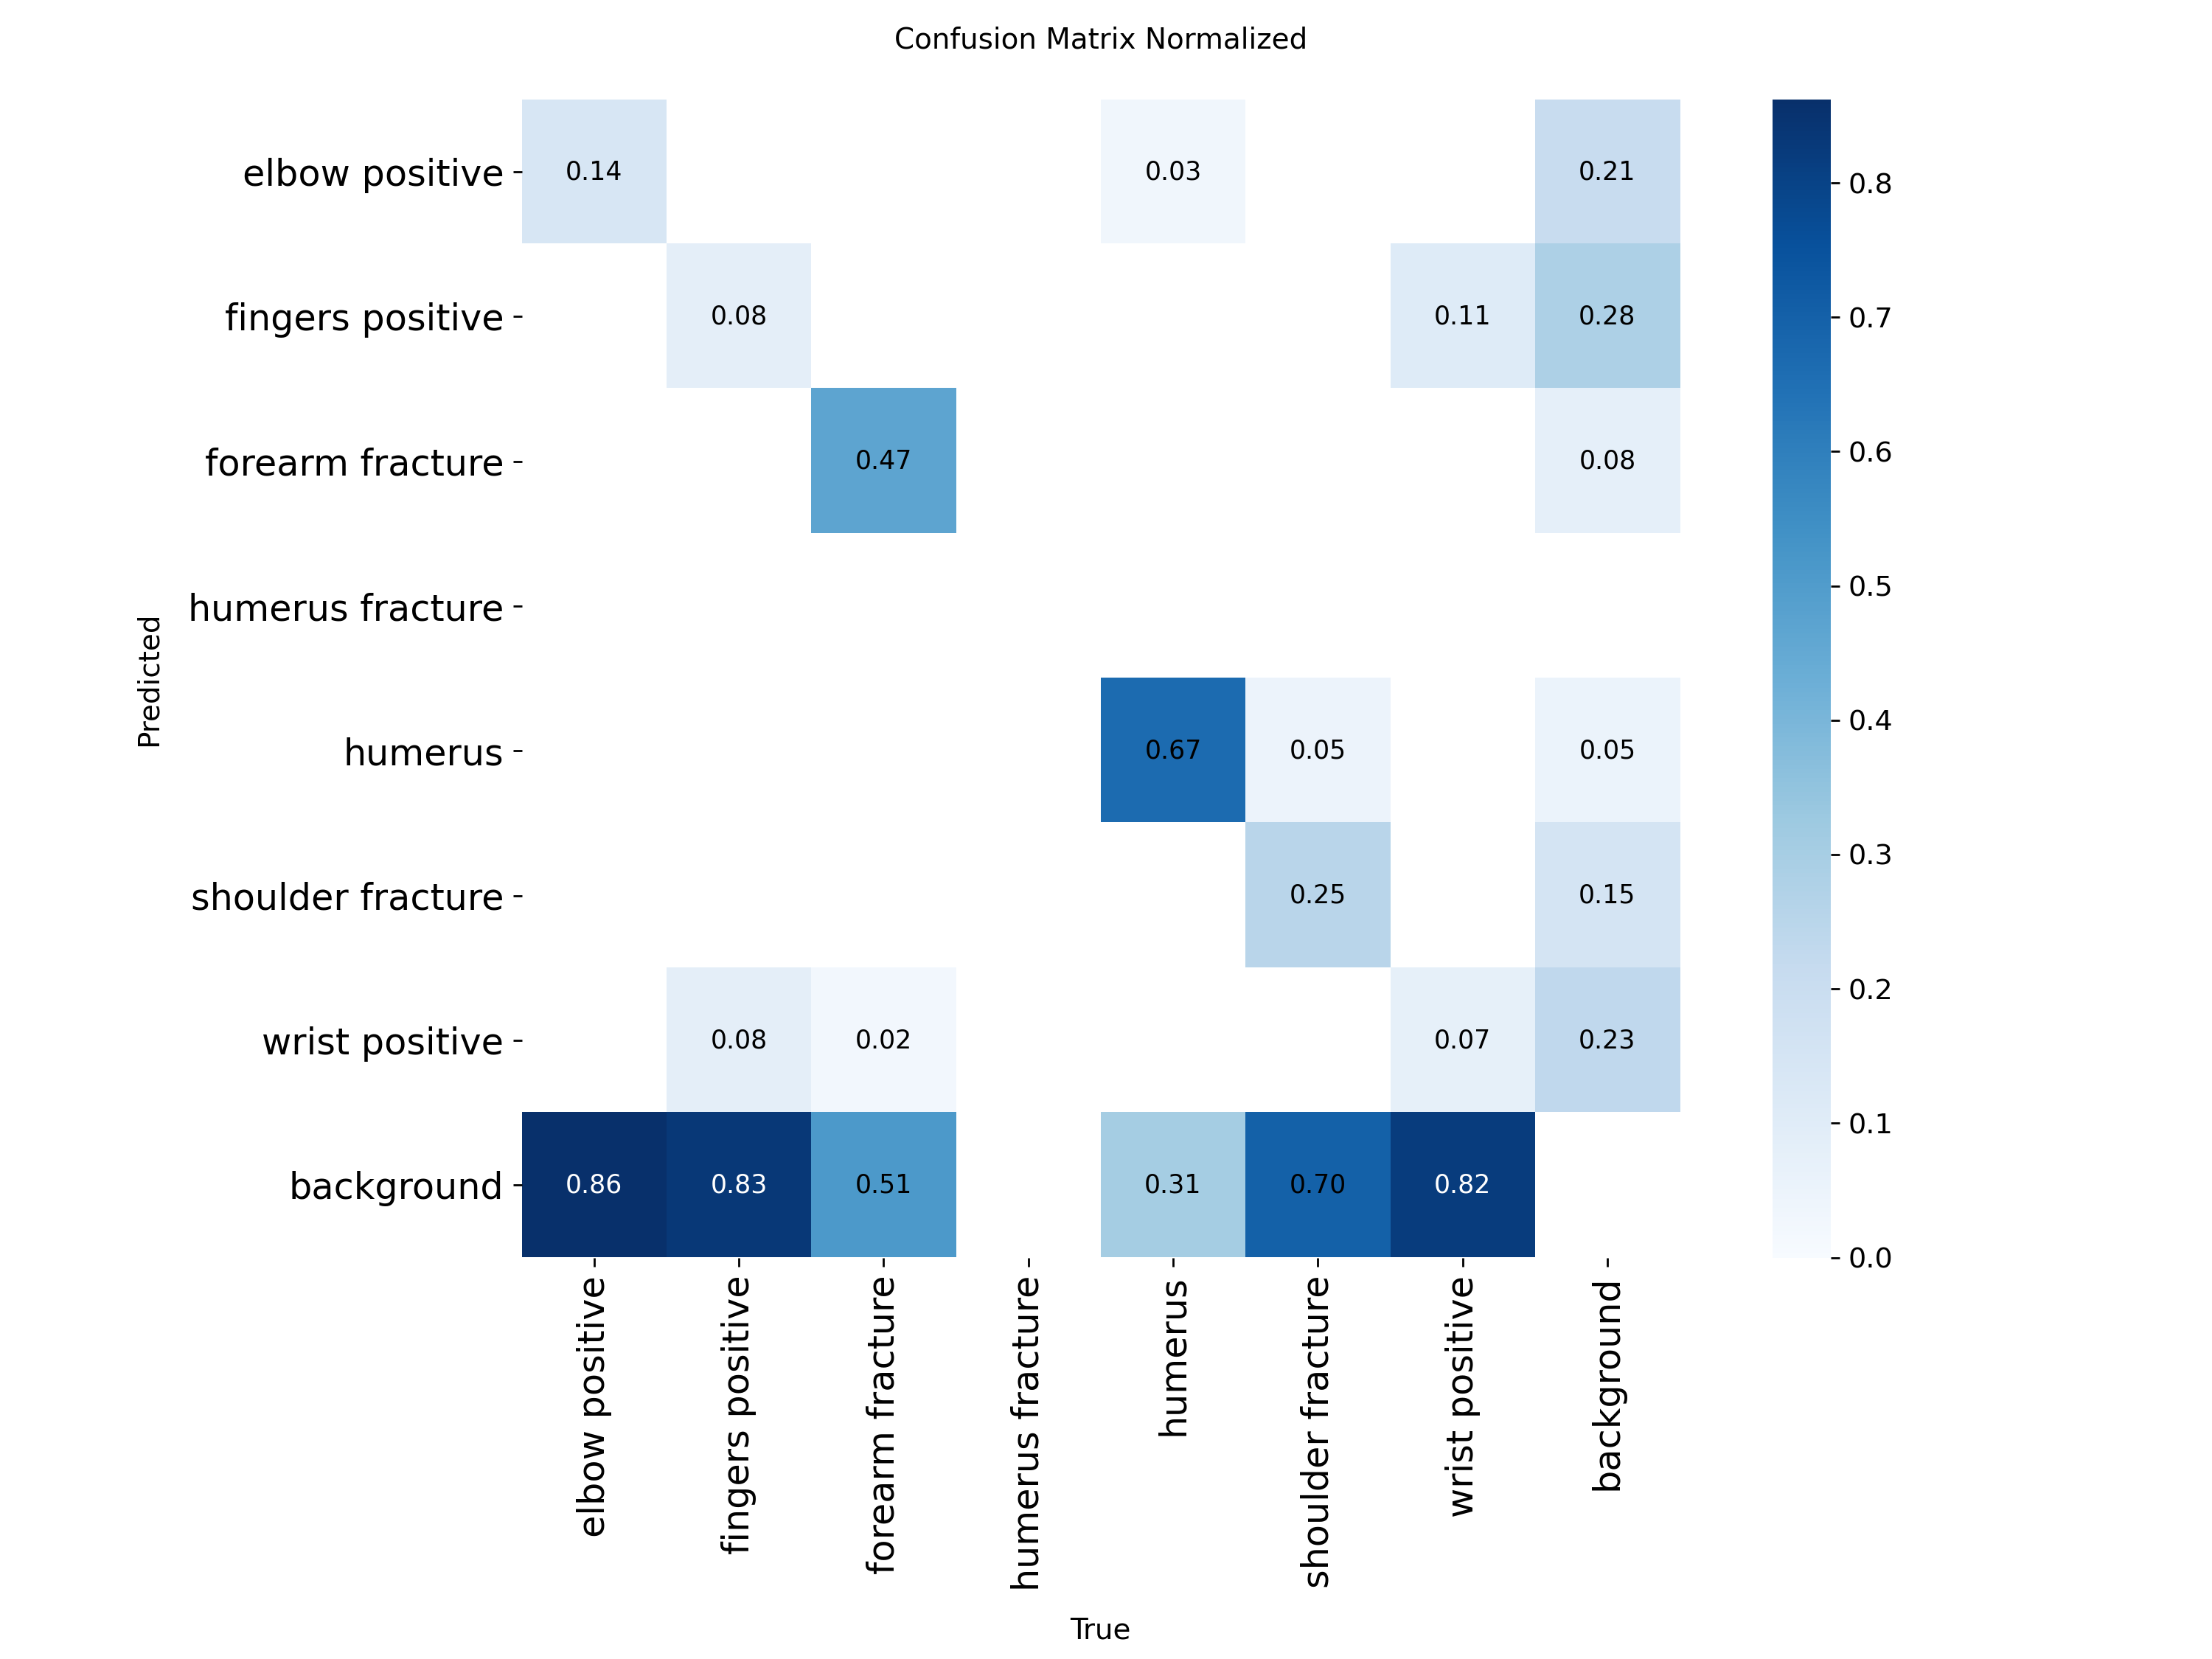 Confusion Matrix Normalized
elbow positive 0.14 0.03 0.21 0.8
fingers positive 0.08 0.11 0.28 0.7
forearm fracture 0.47 0.08 0.6
humerus fracture 0.5
humerus 0.67 0.05 0.05 0.4
shoulder fracture 0.25 0.15 0.3
wrist positive 0.08 0.02 0.07 0.23 0.2
background 0.86 0.83 0.51 0.31 0.70 0.82 0.1
0.0
Predicted
elbow positive
fingers positive
forearm fracture
humerus fracture
humerus
shoulder fracture
wrist positive
background
True